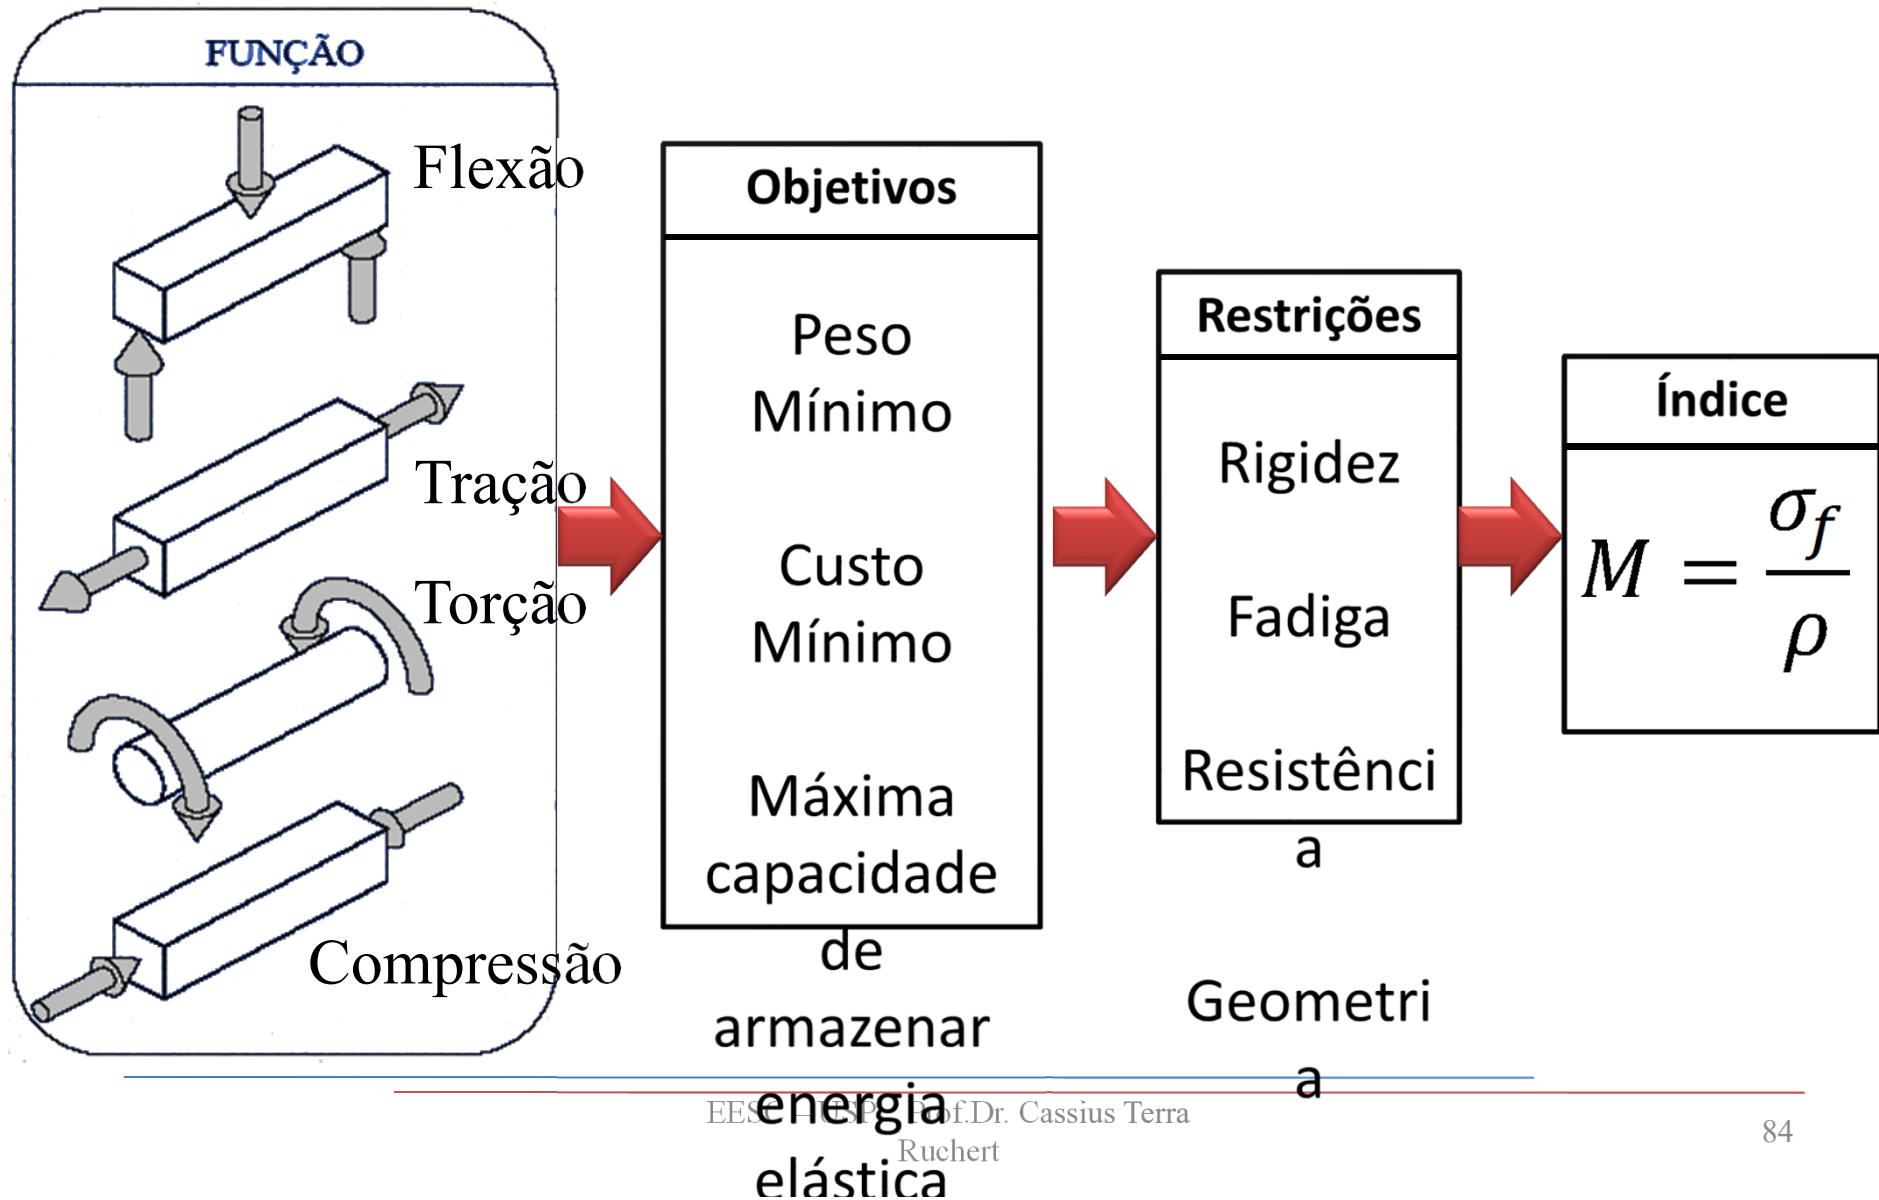 FUNÇÃO
Flexão
Tração
Torção
Compressão
Objetivos
Peso
Mínimo
Custo
Mínimo
Máxima
capacidade
de
armazenar
energia
elástica
Restrições
Rigidez
Fadiga
Resistênci
a
Geometri
a
Índice
M = σf / ρ
EESC – USP Prof.Dr. Cassius Terra
Ruchert
84